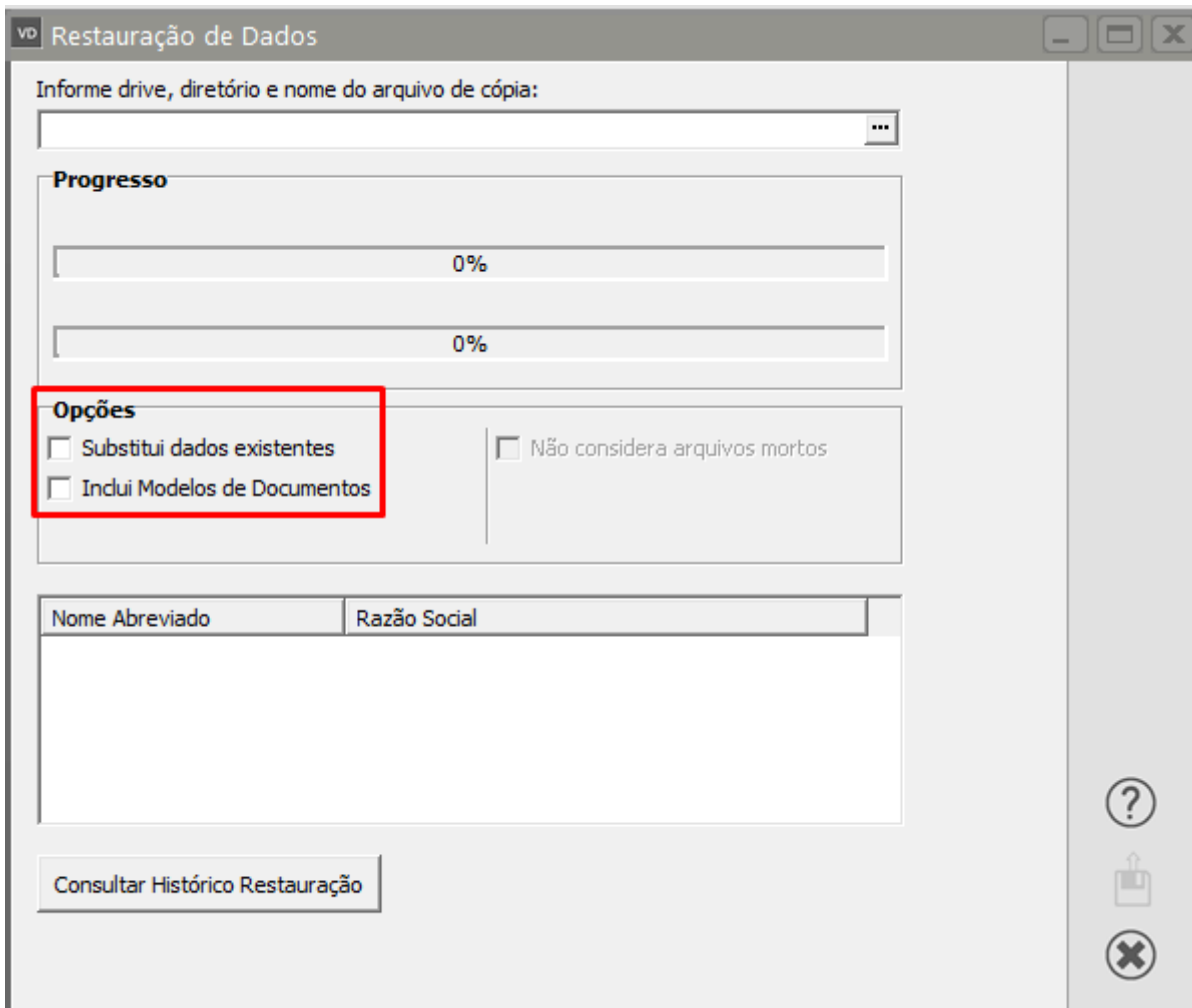 VD Restauração de Dados
Informe drive, diretório e nome do arquivo de cópia:
...
Progresso
0%
0%
Opções
Substitui dados existentes
Não considera arquivos mortos
Inclui Modelos de Documentos
Nome Abreviado Razão Social
Consultar Histórico Restauração